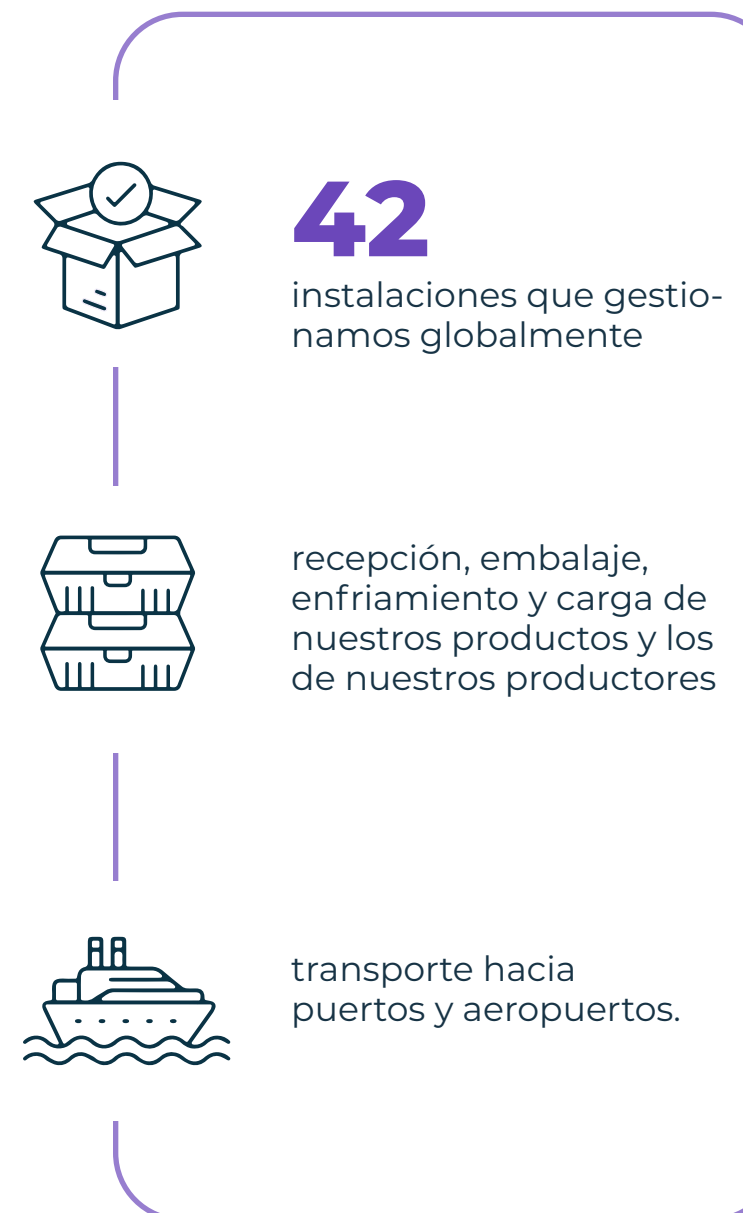 42
instalaciones que gestio-
namos globalmente
recepción, embalaje,
enfriamiento y carga de
nuestros productos y los
de nuestros productores
transporte hacia
puertos y aeropuertos.